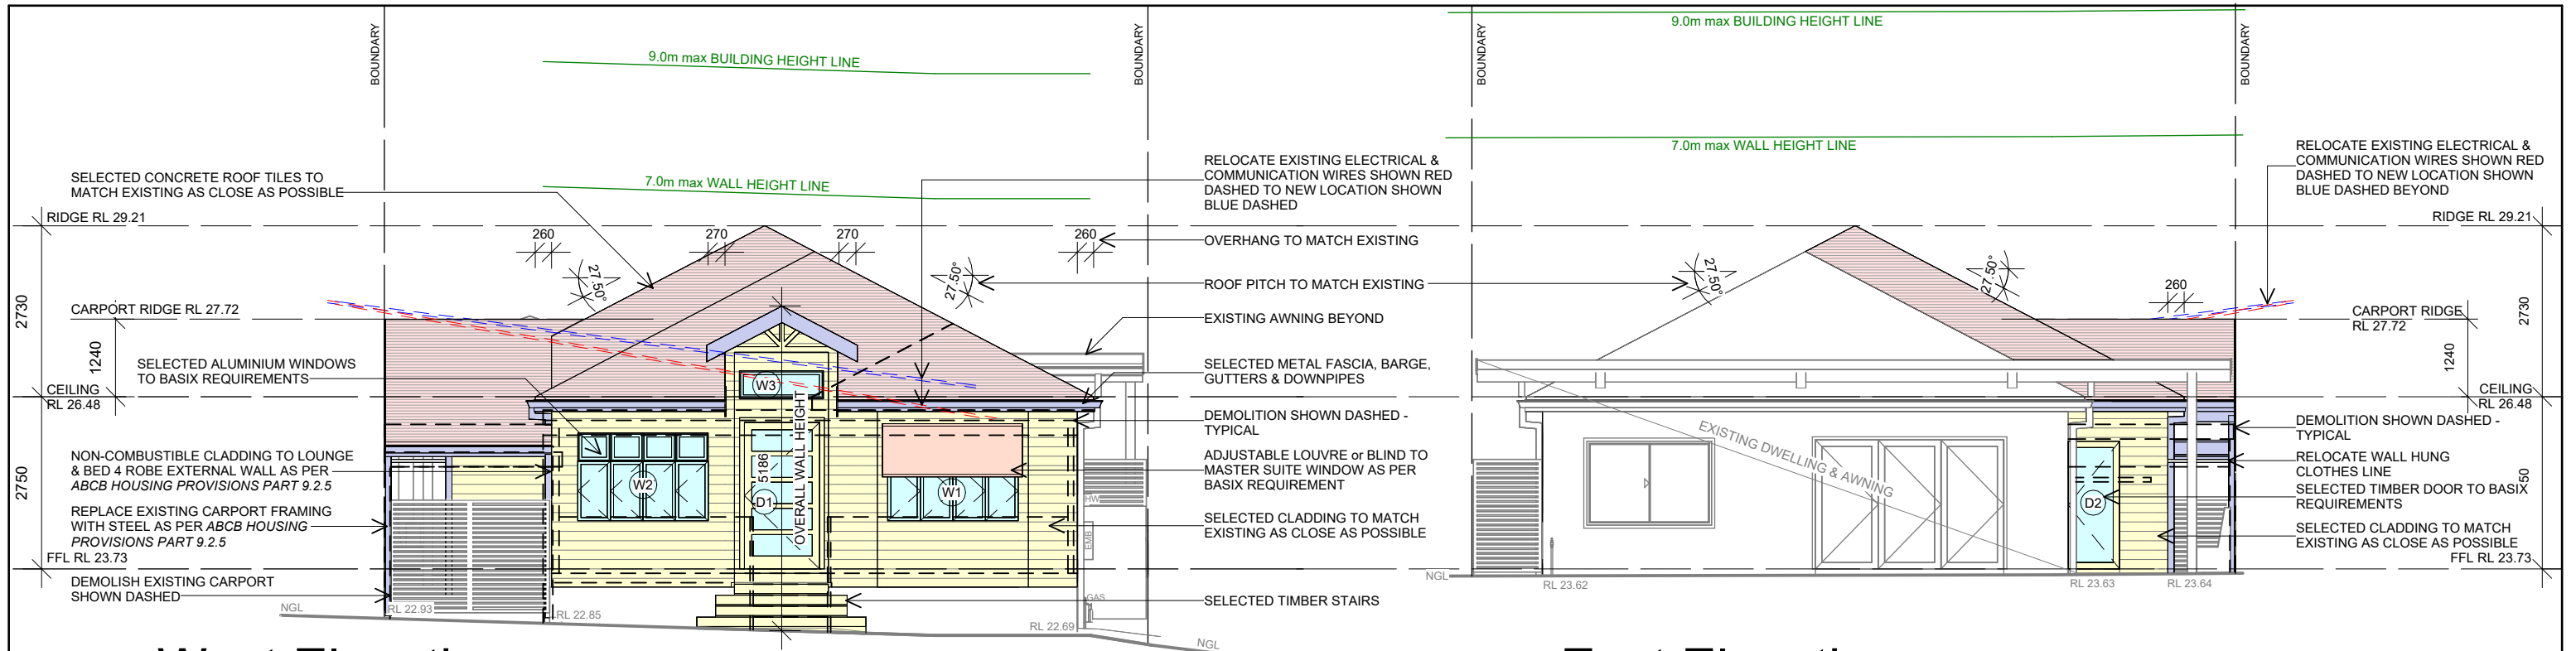 BOUNDARY
9.0m max BUILDING HEIGHT LINE
BOUNDARY
SELECTED CONCRETE ROOF TILES TO
MATCH EXISTING AS CLOSE AS POSSIBLE
7.0m max WALL HEIGHT LINE
RIDGE RL 29.21
260
270
270
260
27.50°
27.50°
2730
CARPORT RIDGE RL 27.72
1240
SELECTED ALUMINIUM WINDOWS
TO BASIX REQUIREMENTS
CEILING
RL 26.48
W3
W2
D1
W1
5186
OVERALL WALL HEIGHT
2750
NON-COMBUSTIBLE CLADDING TO LOUNGE
& BED 4 ROBE EXTERNAL WALL AS PER
ABCB HOUSING PROVISIONS PART 9.2.5
REPLACE EXISTING CARPORT FRAMING
WITH STEEL AS PER ABCB HOUSING
PROVISIONS PART 9.2.5
FFL RL 23.73
DEMOLISH EXISTING CARPORT
SHOWN DASHED
NGL
RL 22.93
RL 22.85
RL 22.69
HW
EMB
GAS
NGL
RELOCATE EXISTING ELECTRICAL &
COMMUNICATION WIRES SHOWN RED
DASHED TO NEW LOCATION SHOWN
BLUE DASHED
OVERHANG TO MATCH EXISTING
ROOF PITCH TO MATCH EXISTING
EXISTING AWNING BEYOND
SELECTED METAL FASCIA, BARGE,
GUTTERS & DOWNPIPES
DEMOLITION SHOWN DASHED -
TYPICAL
ADJUSTABLE LOUVRE or BLIND TO
MASTER SUITE WINDOW AS PER
BASIX REQUIREMENT
SELECTED CLADDING TO MATCH
EXISTING AS CLOSE AS POSSIBLE
SELECTED TIMBER STAIRS
BOUNDARY
9.0m max BUILDING HEIGHT LINE
BOUNDARY
7.0m max WALL HEIGHT LINE
27.50°
27.50°
260
EXISTING DWELLING & AWNING
D2
NGL
RL 23.62
RL 23.63
RL 23.64
RELOCATE EXISTING ELECTRICAL &
COMMUNICATION WIRES SHOWN RED
DASHED TO NEW LOCATION SHOWN
BLUE DASHED BEYOND
RIDGE RL 29.21
CARPORT RIDGE
RL 27.72
2730
1240
CEILING
RL 26.48
DEMOLITION SHOWN DASHED -
TYPICAL
RELOCATE WALL HUNG
CLOTHES LINE
SELECTED TIMBER DOOR TO BASIX
REQUIREMENTS
50
SELECTED CLADDING TO MATCH
EXISTING AS CLOSE AS POSSIBLE
FFL RL 23.73